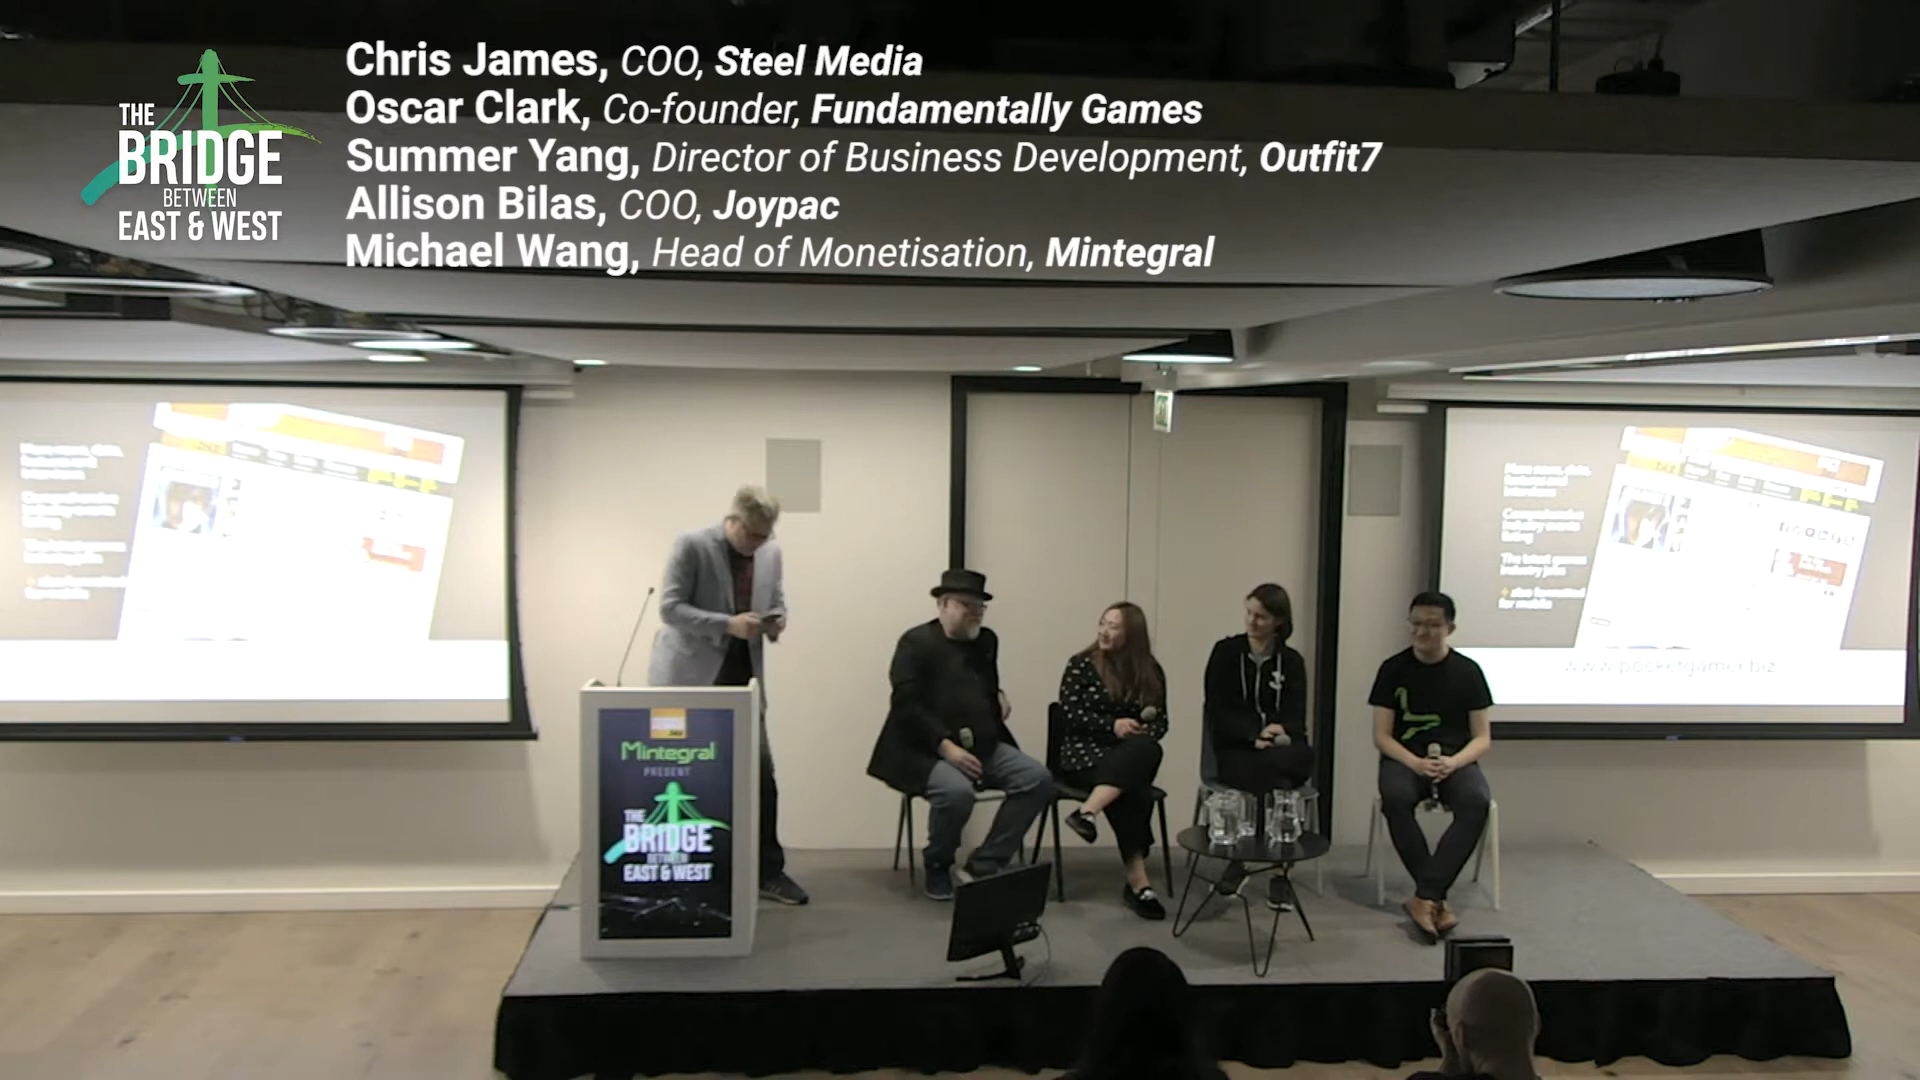 THE
BRIDGE
BETWEEN
EAST & WEST
Chris James, COO, Steel Media
Oscar Clark, Co-founder, Fundamentally Games
Summer Yang, Director of Business Development, Outfit7
Allison Bilas, COO, Joypac
Michael Wang, Head of Monetisation, Mintegral
Mintegral
PRESENT
THE
BRIDGE
BETWEEN
EAST & WEST
www.pocketgamer.biz